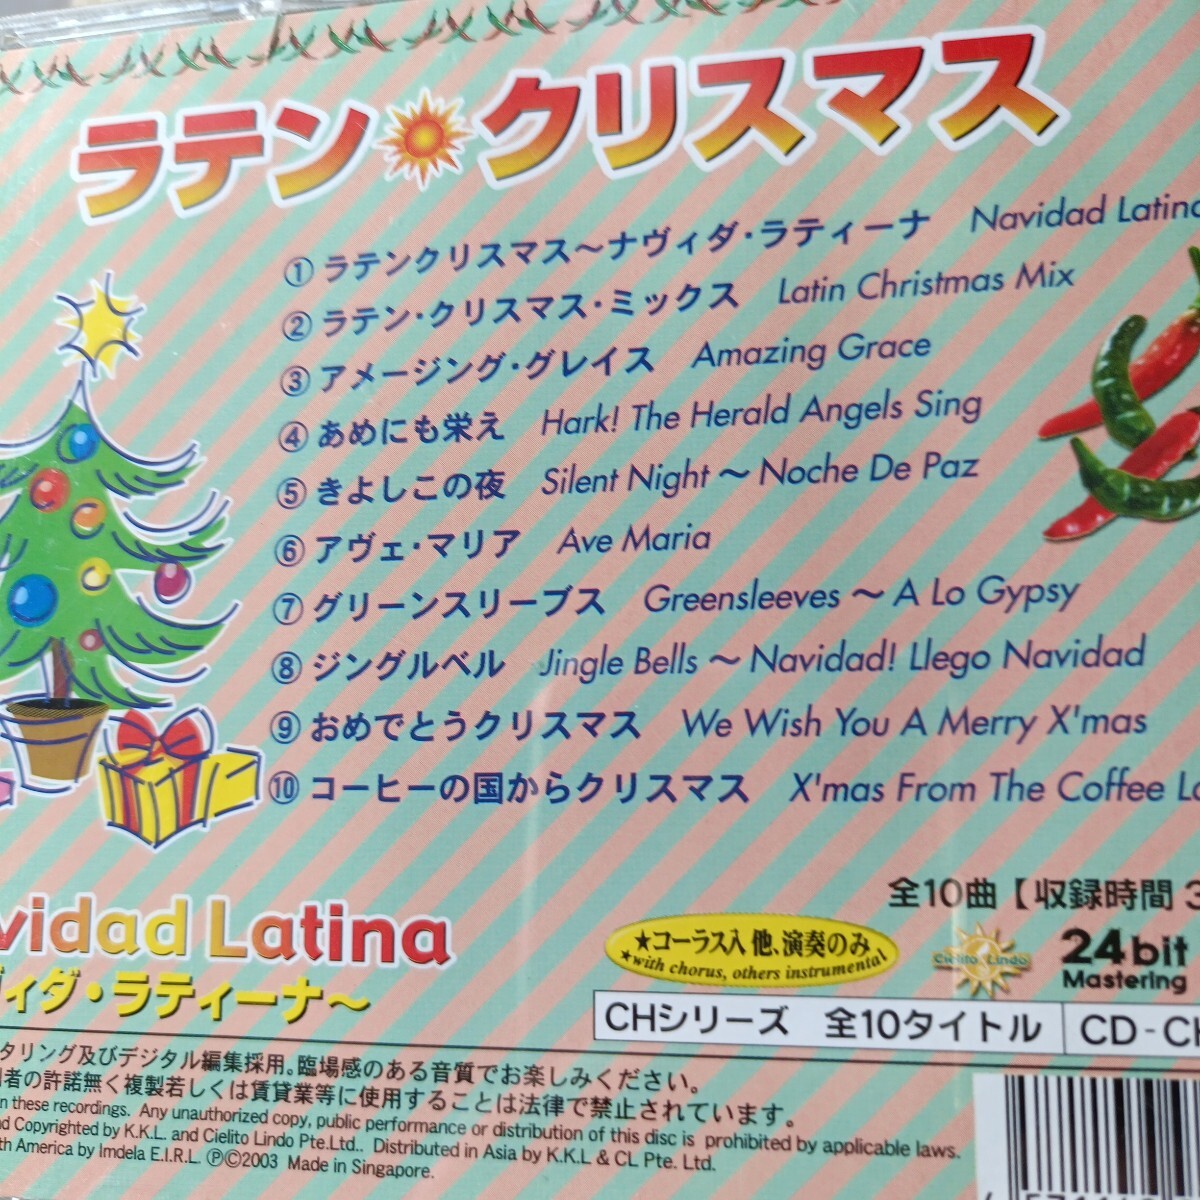 ラテン クリスマス
① ラテンクリスマス～ナヴィダ・ラティーナ Navidad Latina
② ラテン・クリスマス・ミックス Latin Christmas Mix
③ アメージング・グレイス Amazing Grace
④ あめにも栄え Hark! The Herald Angels Sing
⑤ きよしこの夜 Silent Night ～ Noche De Paz
⑥ アヴェ・マリア Ave Maria
⑦ グリーンスリーブス Greensleeves ～ A Lo Gypsy
⑧ ジングルベル Jingle Bells ～ Navidad! Llego Navidad
⑨ おめでとうクリスマス We Wish You A Merry X'mas
⑩ コーヒーの国からクリスマス X'mas From The Coffee
全10曲【収録時間 3
vidad Latina
ヴィダ・ラティーナ～
★コーラス入 他、演奏のみ
★with chorus, others instrumental
Cielito Lindo
24bit
Mastering
CHシリーズ 全10タイトル CD-CH
タリング及びデジタル編集採用。臨場感のある音質でお楽しみください。
者の許諾無く複製若しくは賃貸業等に使用することは法律で禁止されています。
in these recordings. Any unauthorized copy, public performance or distribution of this disc is prohibited by applicable laws.
nd Copyrighted by K.K.L. and Cielito Lindo Pte.Ltd.. Distributed in Asia by K.K.L & CL Pte. Ltd.
th America by Imdela E.I.R.L. ℗©2003 Made in Singapore.